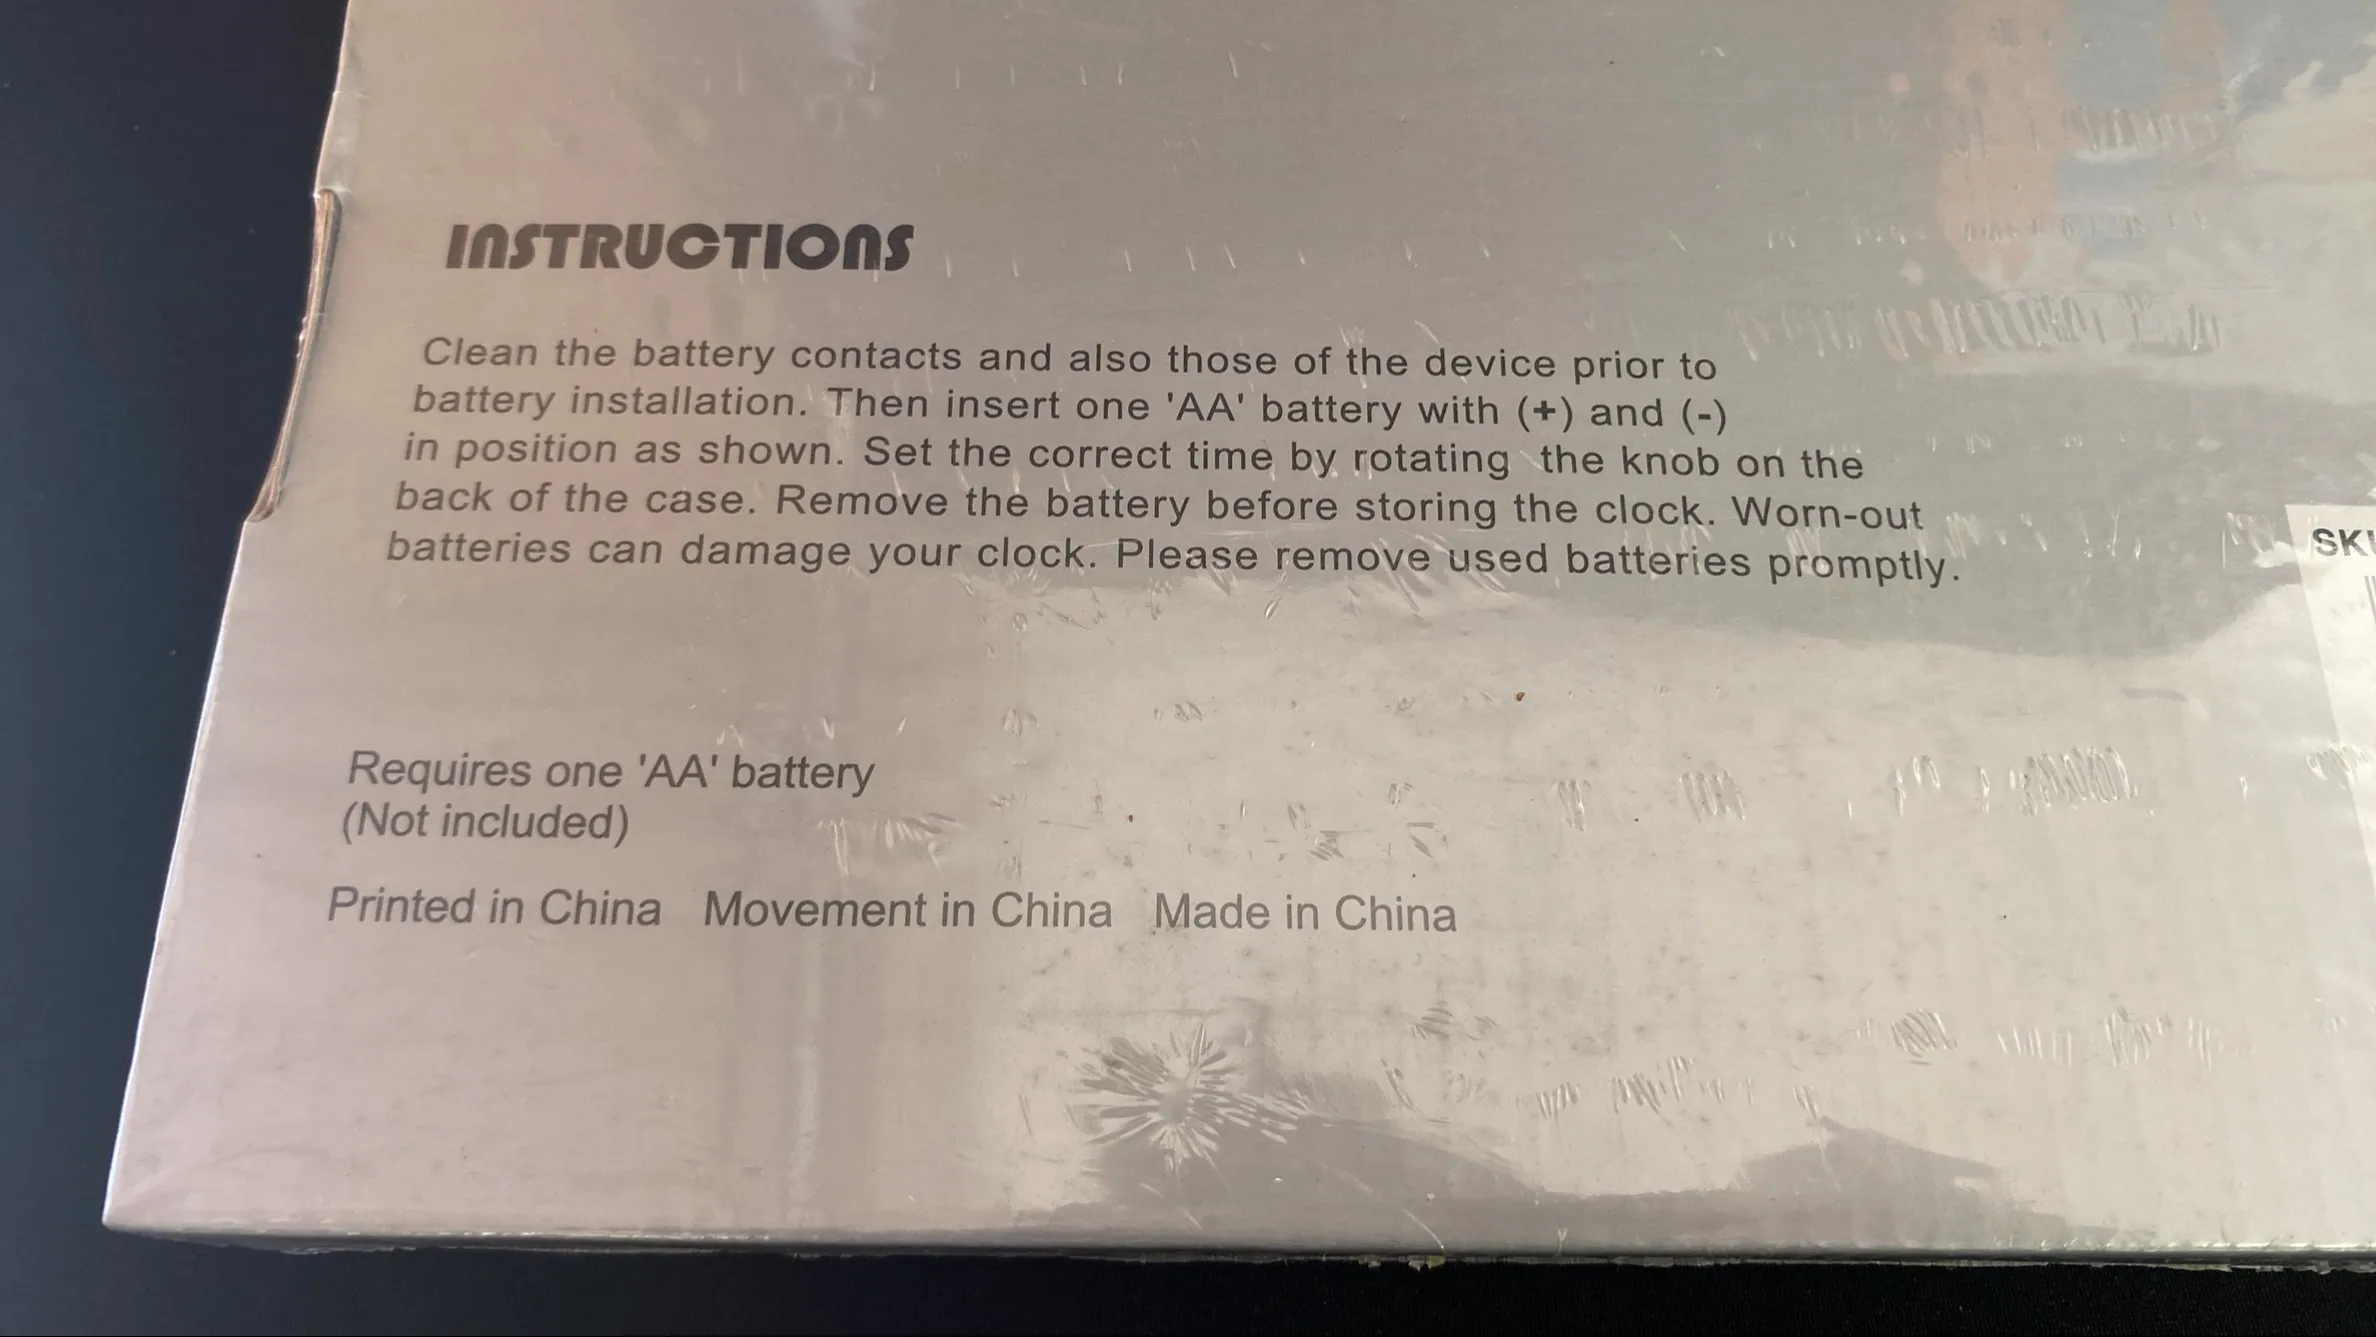 INSTRUCTIONS
Clean the battery contacts and also those of the device prior to
battery installation. Then insert one 'AA' battery with (+) and (-)
in position as shown. Set the correct time by rotating the knob on the
back of the case. Remove the battery before storing the clock. Worn-out
batteries can damage your clock. Please remove used batteries promptly.
Requires one 'AA' battery
(Not included)
Printed in China Movement in China Made in China